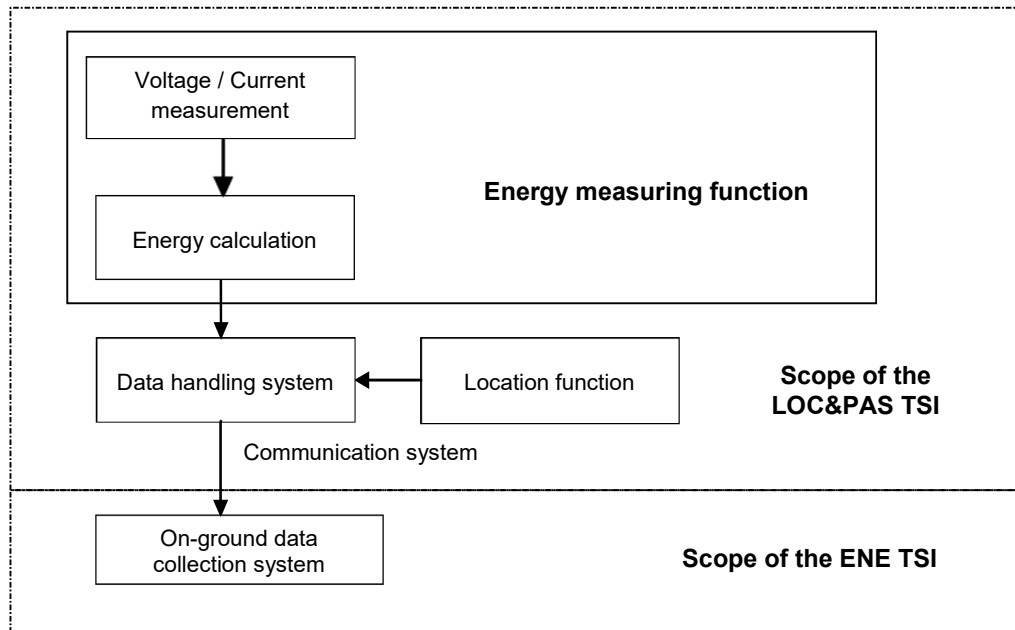 Voltage / Current
measurement
Energy measuring function
Energy calculation
Data handling system
Location function
Scope of the
LOC&PAS TSI
Communication system
On-ground data
collection system
Scope of the ENE TSI